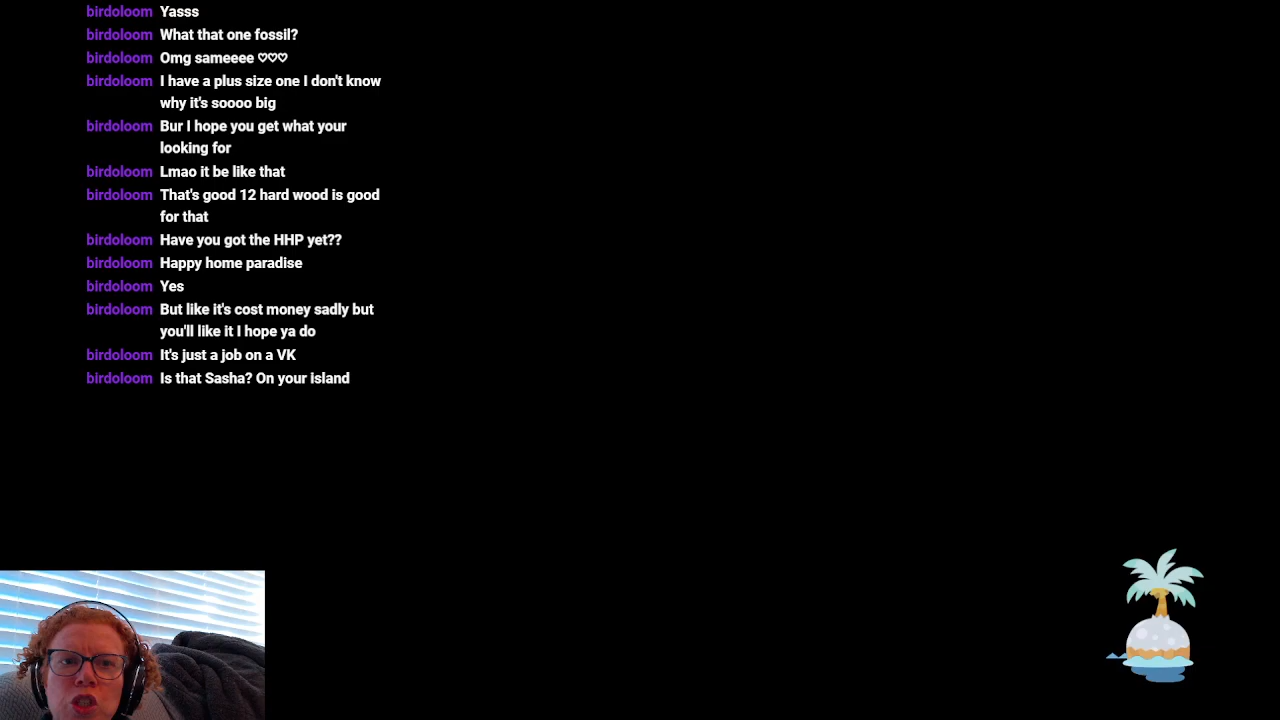 birdoloom Yasss
birdoloom What that one fossil?
birdoloom Omg sameeee ♡♡♡
birdoloom I have a plus size one I don't know
why it's soooo big
birdoloom Bur I hope you get what your
looking for
birdoloom Lmao it be like that
birdoloom That's good 12 hard wood is good
for that
birdoloom Have you got the HHP yet??
birdoloom Happy home paradise
birdoloom Yes
birdoloom But like it's cost money sadly but
you'll like it I hope ya do
birdoloom It's just a job on a VK
birdoloom Is that Sasha? On your island